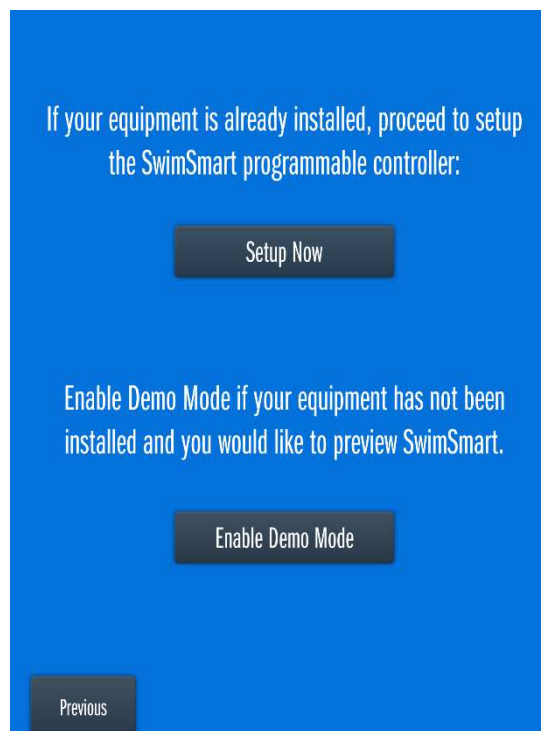 If your equipment is already installed, proceed to setup
the SwimSmart programmable controller:
Setup Now
Enable Demo Mode if your equipment has not been
installed and you would like to preview SwimSmart.
Enable Demo Mode
Previous